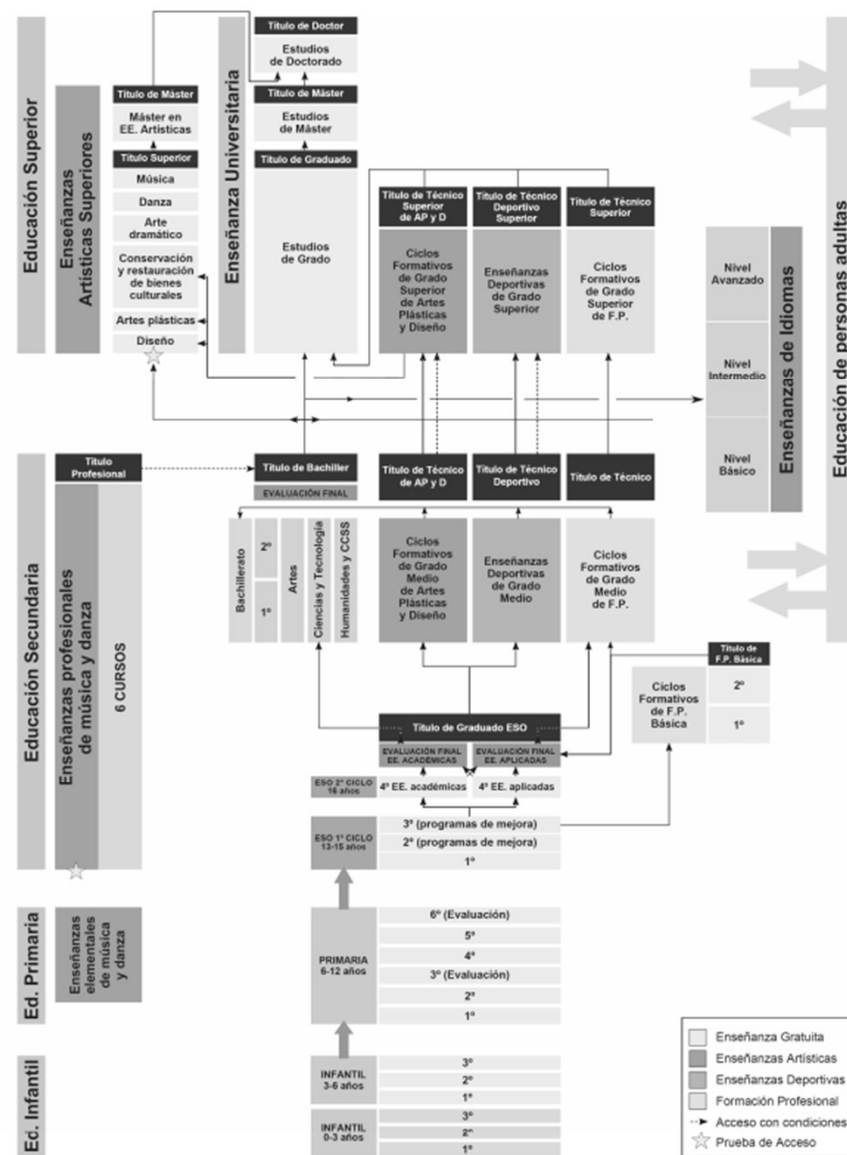 Educación Superior
Enseñanzas
Artísticas Superiores
Título de Máster
Máster en
EE. Artísticas
Título Superior
Música
Danza
Arte
dramático
Conservación
y restauración
de bienes
culturales
Artes plásticas
Diseño
Enseñanza Universitaria
Título de Doctor
Estudios
de Doctorado
Título de Máster
Estudios
de Máster
Título de Graduado
Estudios
de Grado
Título de Técnico
Superior
de AP y D
Ciclos
Formativos
de Grado
Superior
de Artes
Plásticas
y Diseño
Título de Técnico
Deportivo
Superior
Enseñanzas
Deportivas
de Grado
Superior
Título de Técnico
Superior
Ciclos
Formativos
de Grado
Superior
de F.P.
Nivel
Avanzado
Nivel
Intermedio
Nivel
Básico
Enseñanzas de Idiomas
Educación de personas adultas
Educación Secundaria
Título
Profesional
Enseñanzas profesionales
de música y danza
6 CURSOS
Título de Bachiller
EVALUACIÓN FINAL
Bachillerato
2º
1º
Artes
Ciencias y Tecnología
Humanidades y CCSS
Título de Técnico
de AP y D
Ciclos
Formativos
de Grado
Medio
de Artes
Plásticas
y Diseño
Título de Técnico
Deportivo
Enseñanzas
Deportivas
de Grado
Medio
Título de Técnico
Ciclos
Formativos
de Grado
Medio
de F.P.
Título de
F.P. Básica
Ciclos
Formativos
de F.P.
Básica
2º
1º
Título de Graduado ESO
EVALUACIÓN FINAL
EE. ACADÉMICAS
EVALUACIÓN FINAL
EE. APLICADAS
ESO 2º CICLO
16 años
4º EE. académicas
4º EE. aplicadas
ESO 1º CICLO
13-15 años
3º (programas de mejora)
2º (programas de mejora)
1º
Ed. Primaria
Enseñanzas
elementales
de música
y danza
PRIMARIA
6-12 años
6º (Evaluación)
5º
4º
3º (Evaluación)
2º
1º
Ed. Infantil
INFANTIL
3-6 años
3º
2º
1º
INFANTIL
0-3 años
3º
2º
1º
Enseñanza Gratuita
Enseñanzas Artísticas
Enseñanzas Deportivas
Formación Profesional
Acceso con condiciones
Prueba de Acceso